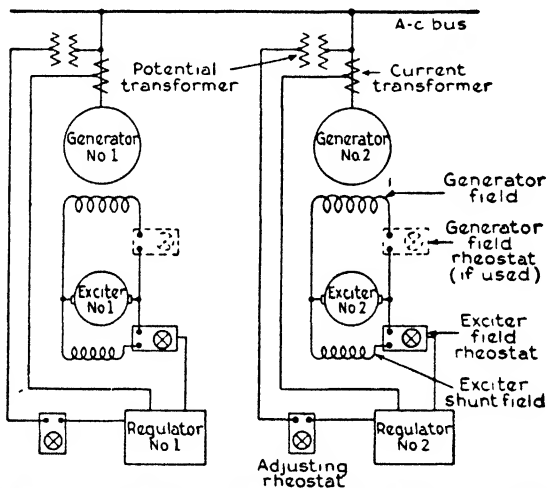 A-c bus
Potential
transformer
Current
transformer
Generator
No 1
Generator
No.2
Generator
field
Generator
field
rheostat
(if used)
Exciter
No 1
Exciter
No 2
Exciter
field
rheostat
Exciter
shunt field
Regulator
No 1
Adjusting
rheostat
Regulator
No 2